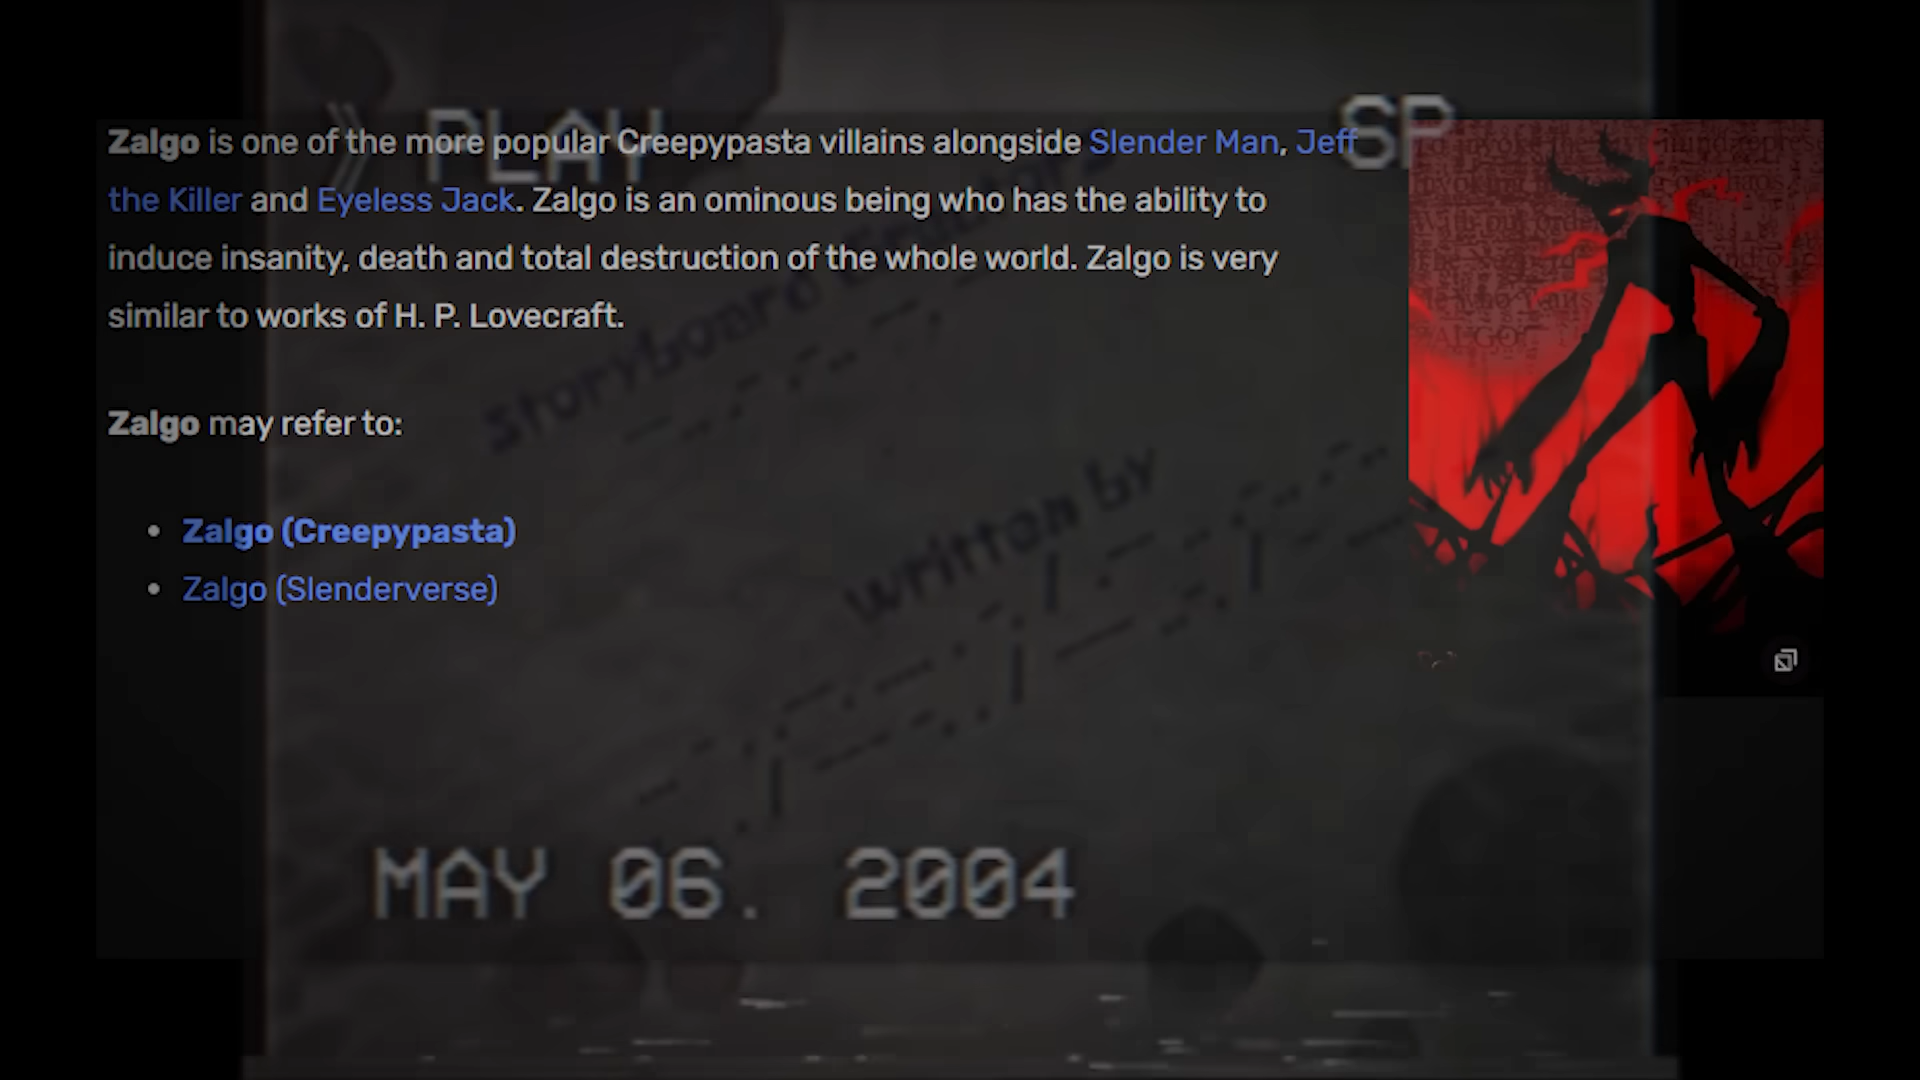 PLAY
SP
Zalgo is one of the more popular Creepypasta villains alongside Slender Man, Jeff
the Killer and Eyeless Jack. Zalgo is an ominous being who has the ability to
induce insanity, death and total destruction of the whole world. Zalgo is very
similar to works of H. P. Lovecraft.
Zalgo may refer to:
• Zalgo (Creepypasta)
• Zalgo (Slenderverse)
Storyboard
written by
MAY 06. 2004